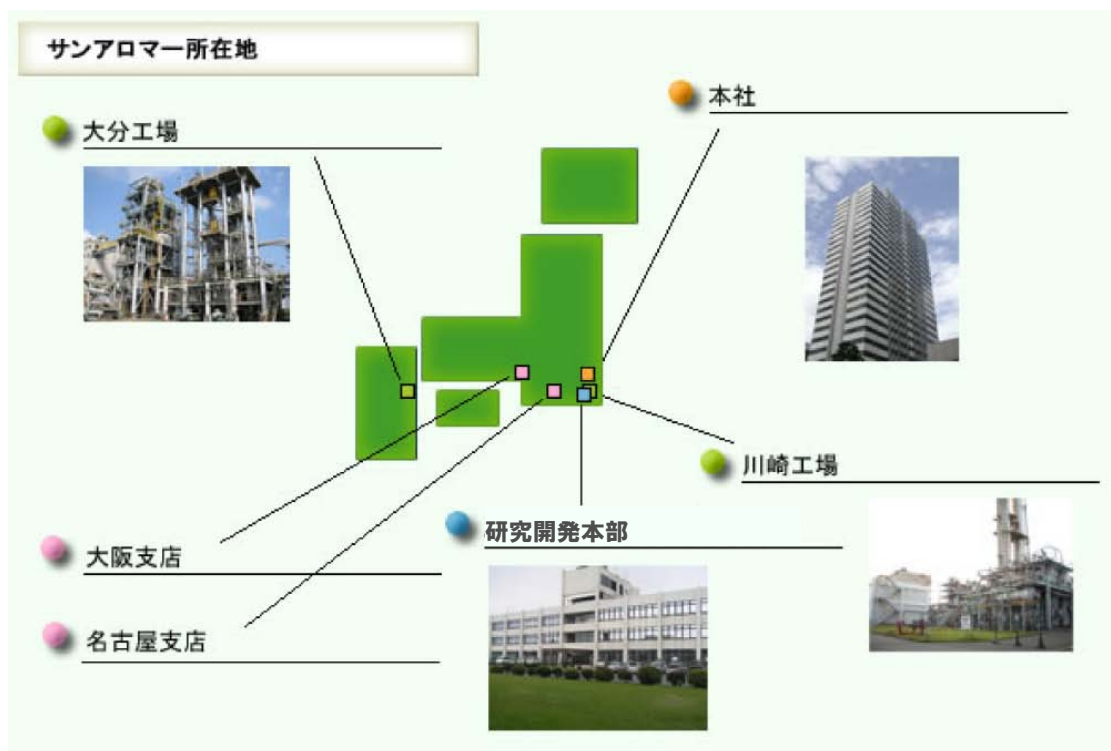 サンアロマー所在地
本社
大分工場
川崎工場
研究開発本部
大阪支店
名古屋支店